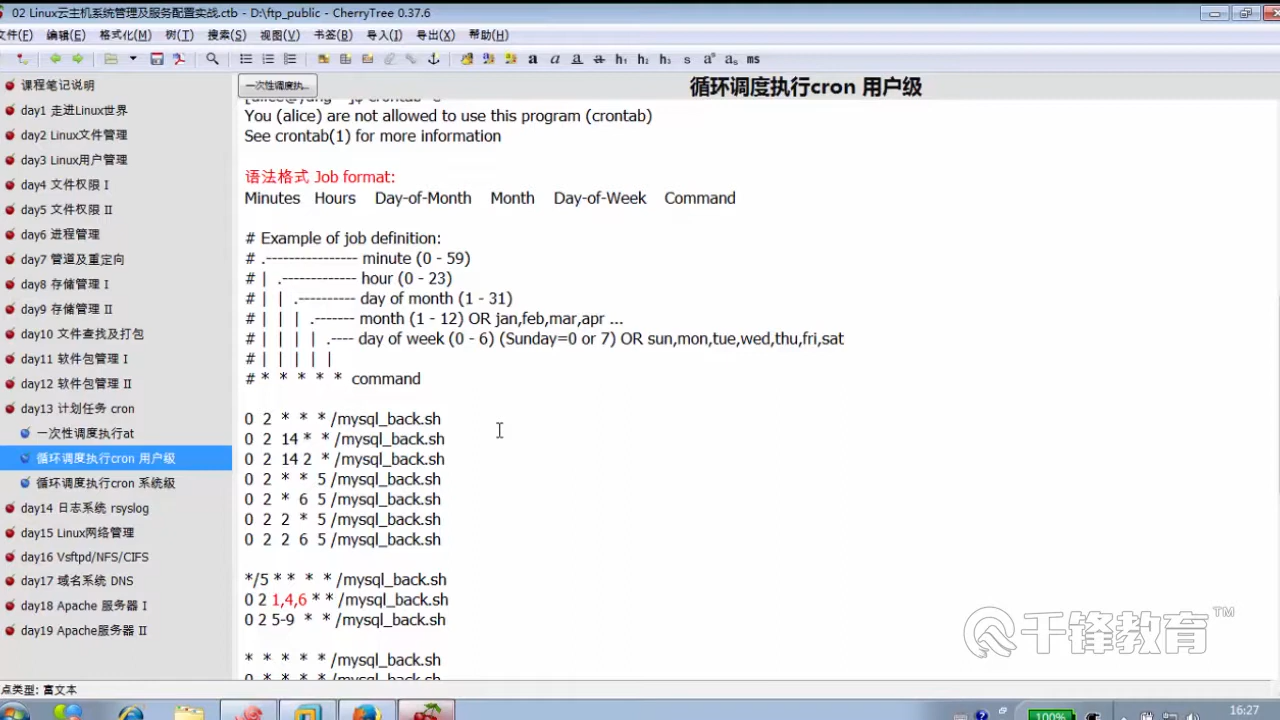 02 Linux云主机系统管理及服务配置实战.ctb - D:\ftp_public - CherryTree 0.37.6
文件(F) 编辑(E) 格式化(M) 树(T) 搜索(S) 视图(V) 书签(B) 导入(I) 导出(X) 帮助(H)
a a a a h₁ h₂ h₃ s aˢ aₛ ms
课程笔记说明
day1 走进Linux世界
day2 Linux文件管理
day3 Linux用户管理
day4 文件权限 I
day5 文件权限 II
day6 进程管理
day7 管道及重定向
day8 存储管理 I
day9 存储管理 II
day10 文件查找及打包
day11 软件包管理 I
day12 软件包管理 II
day13 计划任务 cron
一次性调度执行at
循环调度执行cron 用户级
循环调度执行cron 系统级
day14 日志系统 rsyslog
day15 Linux网络管理
day16 Vsftpd/NFS/CIFS
day17 域名系统 DNS
day18 Apache 服务器 I
day19 Apache服务器 II
一次性调度执...
循环调度执行cron 用户级
You (alice) are not allowed to use this program (crontab)
See crontab(1) for more information
语法格式 Job format:
Minutes Hours Day-of-Month Month Day-of-Week Command
# Example of job definition:
# .---------------- minute (0 - 59)
# | .------------- hour (0 - 23)
# | | .---------- day of month (1 - 31)
# | | | .------- month (1 - 12) OR jan,feb,mar,apr ...
# | | | | .---- day of week (0 - 6) (Sunday=0 or 7) OR sun,mon,tue,wed,thu,fri,sat
# | | | | |
# * * * * * command
0 2 * * * /mysql_back.sh
0 2 14 * * /mysql_back.sh
0 2 14 2 * /mysql_back.sh
0 2 * * 5 /mysql_back.sh
0 2 * 6 5 /mysql_back.sh
0 2 2 * 5 /mysql_back.sh
0 2 2 6 5 /mysql_back.sh
*/5 * * * * /mysql_back.sh
0 2 1,4,6 * * /mysql_back.sh
0 2 5-9 * * /mysql_back.sh
* * * * * /mysql_back.sh
千锋教育™
点类型: 富文本
100%
16:27